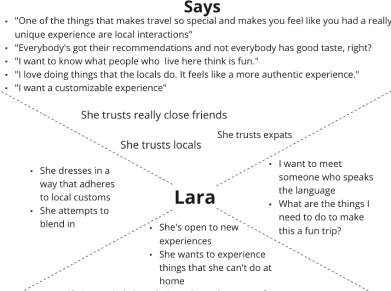 Says
• "One of the things that makes travel so special and makes you feel like you had a really
unique experience are local interactions"
• "Everybody's got their recommendations and not everybody has good taste, right?
• "I want to know what people who live here think is fun."
• "I love doing things that the locals do. It feels like a more authentic experience."
• "I want a customizable experience"
She trusts really close friends
She trusts expats
She trusts locals
• She dresses in a
way that adheres
to local customs
• She attempts to
blend in
Lara
• I want to meet
someone who speaks
the language
• What are the things I
need to do to make
this a fun trip?
• She's open to new
experiences
• She wants to experience
things that she can't do at
home